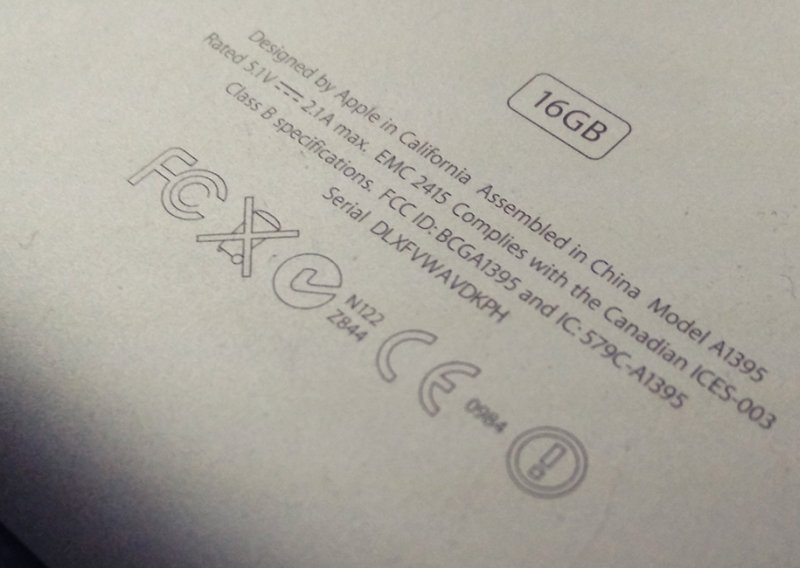 16GB
Designed by Apple in California Assembled in China Model A1395
Rated 5.1V 2.1A max. EMC 2415 Complies with the Canadian ICES-003
Class B specifications. FCC ID: BCGA1395 and IC: 579C-A1395
Serial DLXFVWAVDKPH
FC
N122
Z844
CE
0984